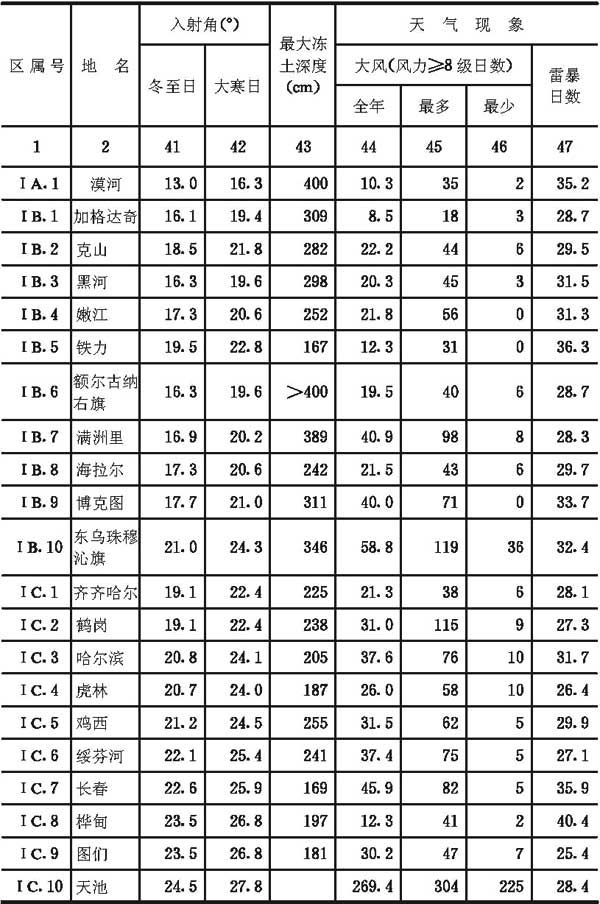 区属号 地名 入射角(°) 最大冻土深度(cm) 天气现象
大风(风力≥8级日数) 雷暴日数
冬至日 大寒日 全年 最多 最少
1 2 41 42 43 44 45 46 47
ⅠA.1 漠河 13.0 16.3 400 10.3 35 2 35.2
ⅠB.1 加格达奇 16.1 19.4 309 8.5 18 3 28.7
ⅠB.2 克山 18.5 21.8 282 22.2 44 6 29.5
ⅠB.3 黑河 16.3 19.6 298 20.3 45 3 31.5
ⅠB.4 嫩江 17.3 20.6 252 21.8 56 0 31.3
ⅠB.5 铁力 19.5 22.8 167 12.3 31 0 36.3
ⅠB.6 额尔古纳右旗 16.3 19.6 >400 19.5 40 6 28.7
ⅠB.7 满洲里 16.9 20.2 389 40.9 98 8 28.3
ⅠB.8 海拉尔 17.3 20.6 242 21.5 43 6 29.7
ⅠB.9 博克图 17.7 21.0 311 40.0 71 0 33.7
ⅠB.10 东乌珠穆沁旗 21.0 24.3 346 58.8 119 36 32.4
ⅠC.1 齐齐哈尔 19.1 22.4 225 21.3 38 6 28.1
ⅠC.2 鹤岗 19.1 22.4 238 31.0 115 9 27.3
ⅠC.3 哈尔滨 20.8 24.1 205 37.6 76 10 31.7
ⅠC.4 虎林 20.7 24.0 187 26.0 58 10 26.4
ⅠC.5 鸡西 21.2 24.5 255 31.5 62 5 29.9
ⅠC.6 绥芬河 22.1 25.4 241 37.4 75 5 27.1
ⅠC.7 长春 22.6 25.9 169 45.9 82 5 35.9
ⅠC.8 桦甸 23.5 26.8 197 12.3 41 2 40.4
ⅠC.9 图们 23.5 26.8 181 30.2 47 7 25.4
ⅠC.10 天池 24.5 27.8 269.4 304 225 28.4